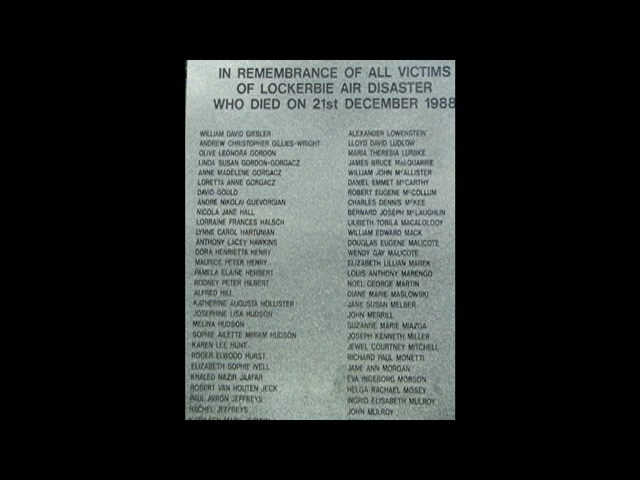 IN REMEMBRANCE OF ALL VICTIMS
OF LOCKERBIE AIR DISASTER
WHO DIED ON 21st DECEMBER 1988
WILLIAM DAVID GIEBLER
ANDREW CHRISTOPHER GILLIES-WRIGHT
OLIVE LEONORA GORDON
LINDA SUSAN GORDON-GORGACZ
ANNE MADELENE GORGACZ
LORETTA ANNE GORGACZ
DAVID GOULD
ANDRE NIKOLAI GUEVORGIAN
NICOLA JANE HALL
LORRAINE FRANCES HALSCH
LYNNE CAROL HARTUNIAN
ANTHONY LACEY HAWKINS
DORA HENRIETTA HENRY
MAURICE PETER HENRY
PAMELA ELAINE HERBERT
RODNEY PETER HILBERT
ALFRED HILL
KATHERINE AUGUSTA HOLLISTER
JOSEPHINE LISA HUDSON
MELINA HUDSON
SOPHIE AILETTE MIRIAM HUDSON
KAREN LEE HUNT
ROGER ELWOOD HURST
ELIZABETH SOPHIE IVELL
KHALED NAZIR JAAFAR
ROBERT VAN HOUTEN JECK
PAUL AVRON JEFFREYS
RACHEL JEFFREYS
ALEXANDER LOWENSTEIN
LLOYD DAVID LUDLOW
MARIA THERESIA LURBKE
JAMES BRUCE MacQUARRIE
WILLIAM JOHN McALLISTER
DANIEL EMMET McCARTHY
ROBERT EUGENE McCOLLUM
CHARLES DENNIS McKEE
BERNARD JOSEPH McLAUGHLIN
LILIBETH TOBILA MACALOLOOY
WILLIAM EDWARD MACK
DOUGLAS EUGENE MALICOTE
WENDY GAY MALICOTE
ELIZABETH LILLIAN MAREK
LOUIS ANTHONY MARENGO
NOEL GEORGE MARTIN
DIANE MARIE MASLOWSKI
JANE SUSAN MELBER
JOHN MERRILL
SUZANNE MARIE MIAZGA
JOSEPH KENNETH MILLER
JEWEL COURTNEY MITCHELL
RICHARD PAUL MONETTI
JANE ANN MORGAN
EVA INGEBORG MORSON
HELGA RACHAEL MOSEY
INGRID ELISABETH MULROY
JOHN MULROY